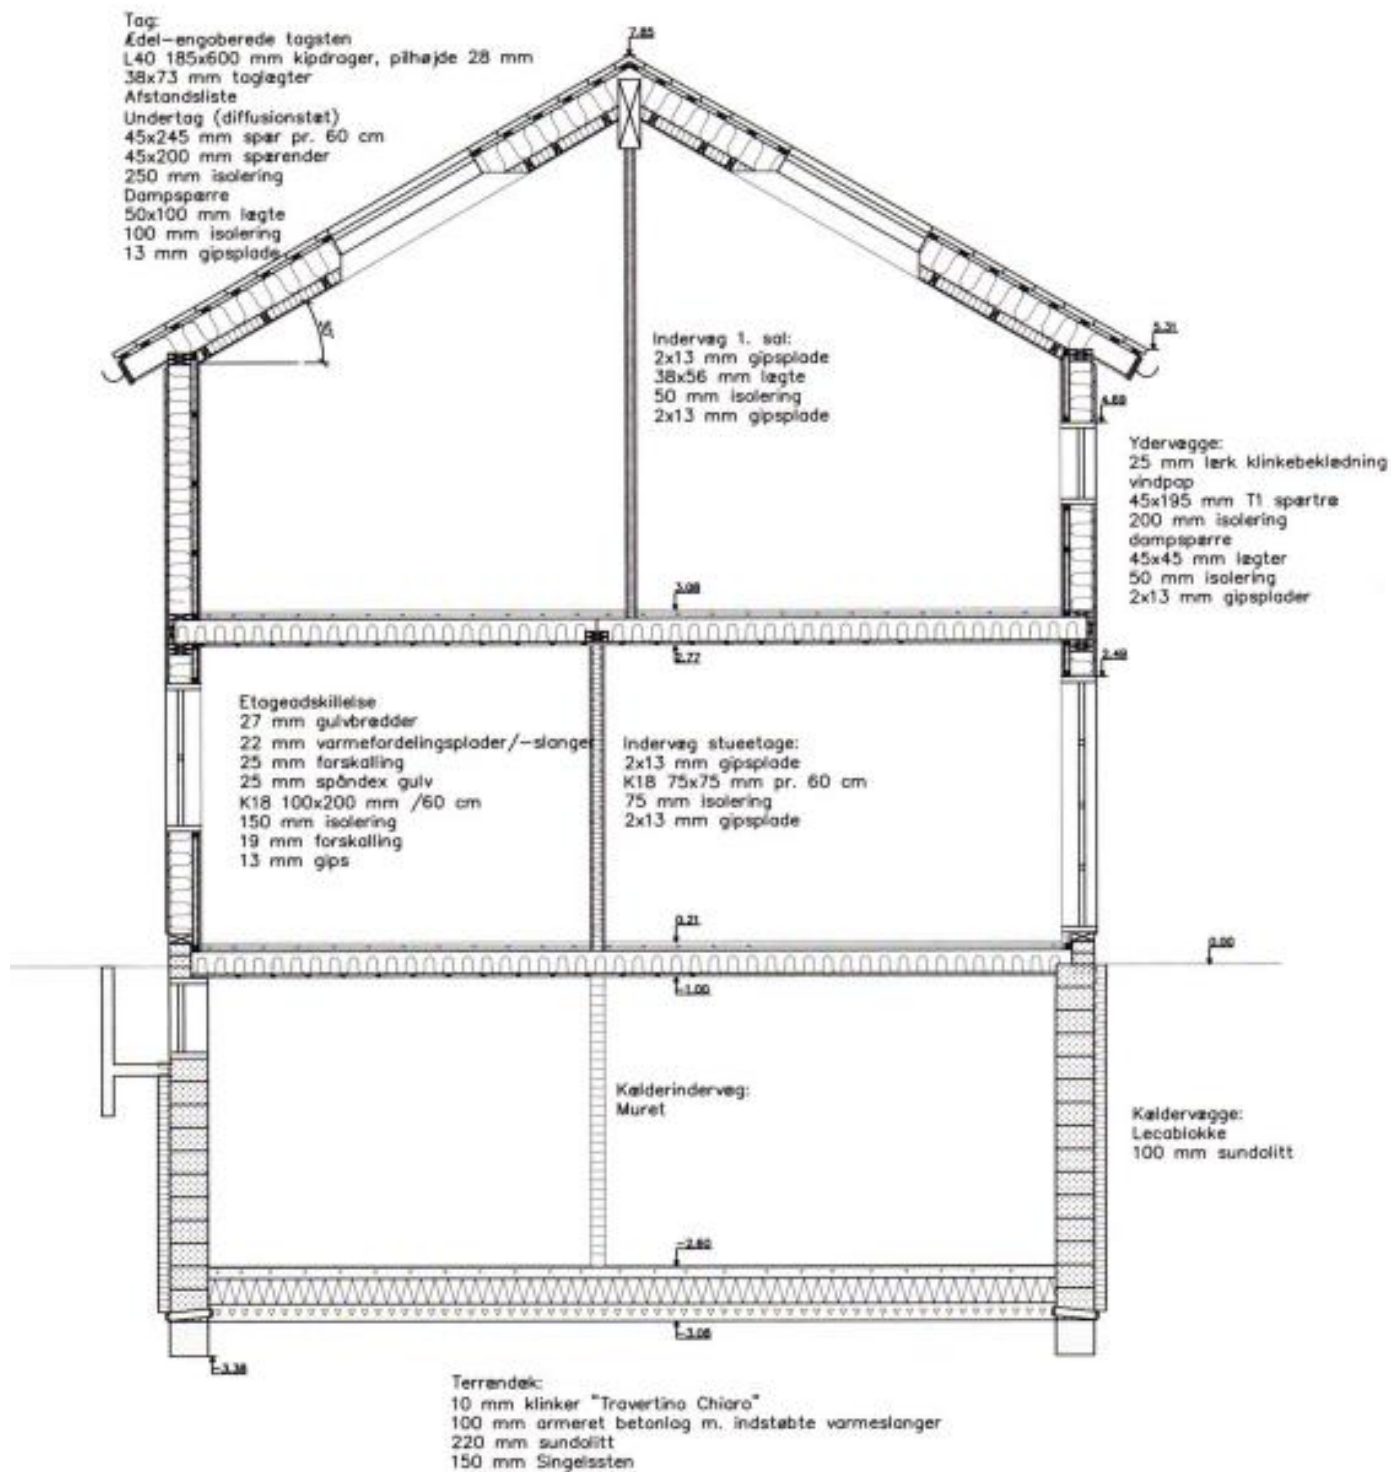 Tag:
Ædel-engoberede tagsten
L40 185x600 mm kipdrager, pilhøjde 28 mm
38x73 mm taglægter
Afstandsliste
Undertag (diffusionstæt)
45x245 mm spær pr. 60 cm
45x200 mm spærender
250 mm isolering
Dampspærre
50x100 mm lægte
100 mm isolering
13 mm gipsplade
7.85
5.31
Indervæg 1. sal:
2x13 mm gipsplade
38x56 mm lægte
50 mm isolering
2x13 mm gipsplade
4.69
Ydervægge:
25 mm lærk klinkebeklædning
vindpap
45x195 mm T1 spærtræ
200 mm isolering
dampspærre
45x45 mm lægter
50 mm isolering
2x13 mm gipsplader
3.08
2.77
2.49
Etageadskillelse
27 mm gulvbrædder
22 mm varmefordelingsplader/-slanger
25 mm forskalling
25 mm spåndex gulv
K18 100x200 mm /60 cm
150 mm isolering
19 mm forskalling
13 mm gips
Indervæg stueetage:
2x13 mm gipsplade
K18 75x75 mm pr. 60 cm
75 mm isolering
2x13 mm gipsplade
0.21
0.00
-1.00
Kælderindervæg:
Muret
Kældervægge:
Lecablokke
100 mm sundolitt
-2.60
-3.08
-3.38
Terrændæk:
10 mm klinker "Travertino Chiaro"
100 mm armeret betonlag m. indstøbte varmeslanger
220 mm sundolitt
150 mm Singelssten